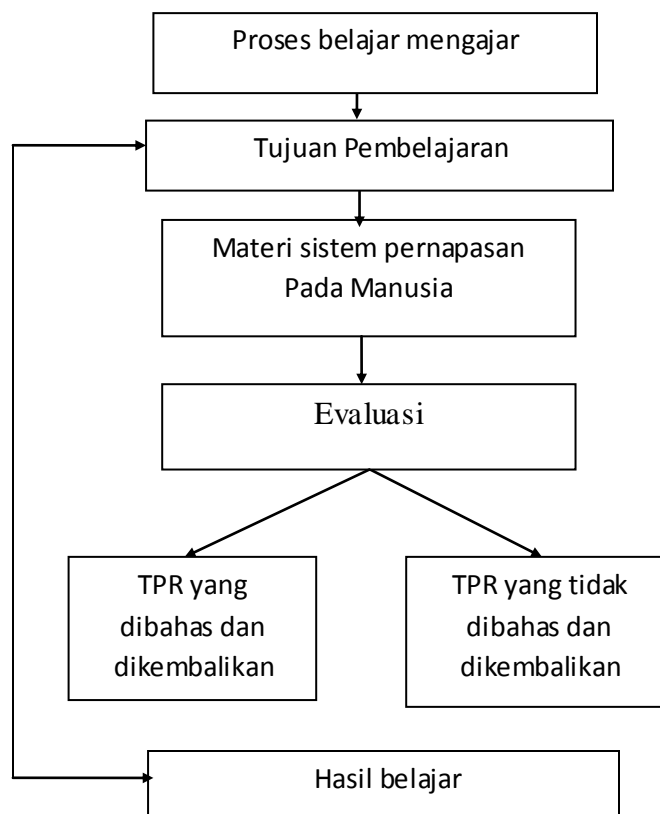 Proses belajar mengajar
Tujuan Pembelajaran
Materi sistem pernapasan
Pada Manusia
Evaluasi
TPR yang
dibahas dan
dikembalikan
TPR yang tidak
dibahas dan
dikembalikan
Hasil belajar